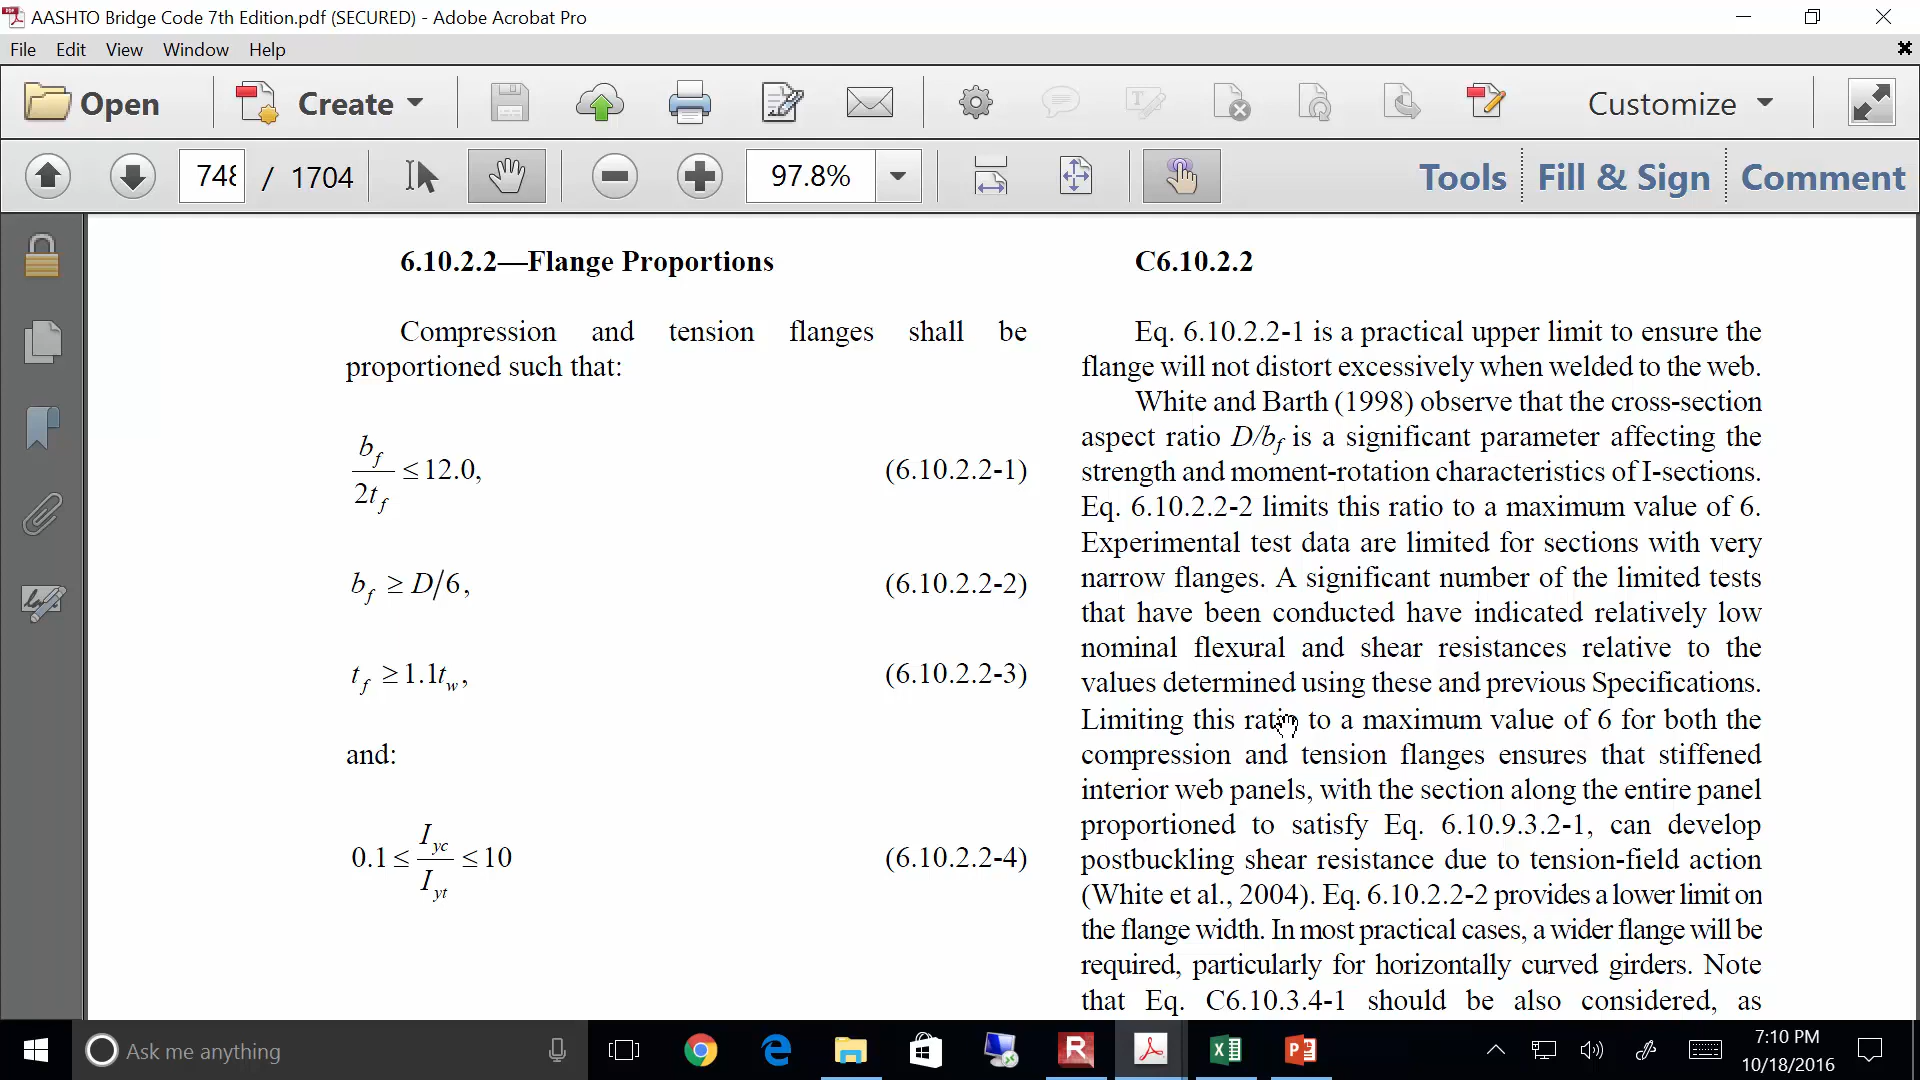 AASHTO Bridge Code 7th Edition.pdf (SECURED) - Adobe Acrobat Pro
File Edit View Window Help
Open Create Customize
748 / 1704 97.8% Tools Fill & Sign Comment
6.10.2.2—Flange Proportions
Compression and tension flanges shall be
proportioned such that:
b_f / 2t_f ≤ 12.0, (6.10.2.2-1)
b_f ≥ D/6, (6.10.2.2-2)
t_f ≥ 1.1t_w, (6.10.2.2-3)
and:
0.1 ≤ I_yc / I_yt ≤ 10 (6.10.2.2-4)
C6.10.2.2
Eq. 6.10.2.2-1 is a practical upper limit to ensure the
flange will not distort excessively when welded to the web.
White and Barth (1998) observe that the cross-section
aspect ratio D/b_f is a significant parameter affecting the
strength and moment-rotation characteristics of I-sections.
Eq. 6.10.2.2-2 limits this ratio to a maximum value of 6.
Experimental test data are limited for sections with very
narrow flanges. A significant number of the limited tests
that have been conducted have indicated relatively low
nominal flexural and shear resistances relative to the
values determined using these and previous Specifications.
Limiting this ratio to a maximum value of 6 for both the
compression and tension flanges ensures that stiffened
interior web panels, with the section along the entire panel
proportioned to satisfy Eq. 6.10.9.3.2-1, can develop
postbuckling shear resistance due to tension-field action
(White et al., 2004). Eq. 6.10.2.2-2 provides a lower limit on
the flange width. In most practical cases, a wider flange will be
required, particularly for horizontally curved girders. Note
that Eq. C6.10.3.4-1 should be also considered, as
Ask me anything
7:10 PM
10/18/2016